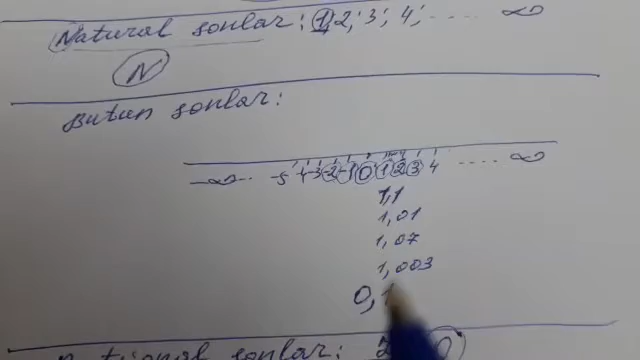 Natural sonlar: 1,2; 3; 4; .... ∞
N
Butun sonlar:
-∞... -5 -4 -3 -2 -1 0 1 2 3 4 .... ∞
1,1
1,01
1,07
1,003
0,1
sonlar: